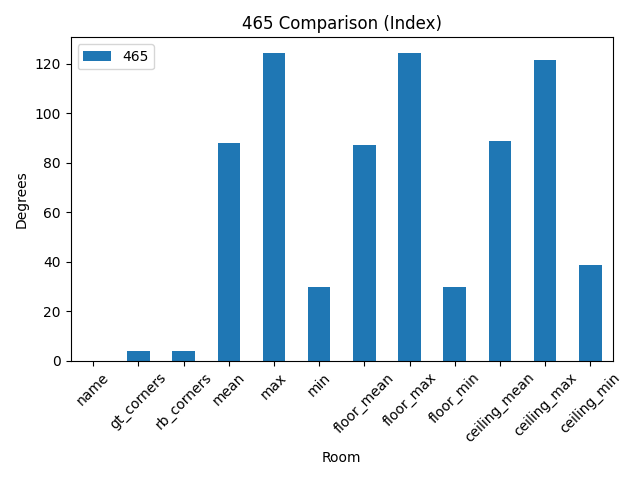 465 Comparison (Index)
465
Degrees
120
100
80
60
40
20
0
name
gt_corners
rb_corners
mean
max
min
floor_mean
floor_max
floor_min
ceiling_mean
ceiling_max
ceiling_min
Room